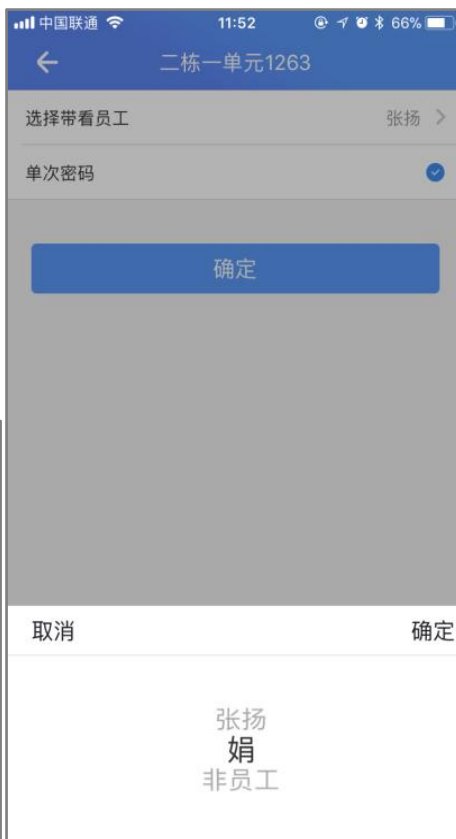 中国联通 11:52 66%
二栋一单元1263
选择带看员工 张扬
单次密码
确定
取消 确定
张扬
娟
非员工